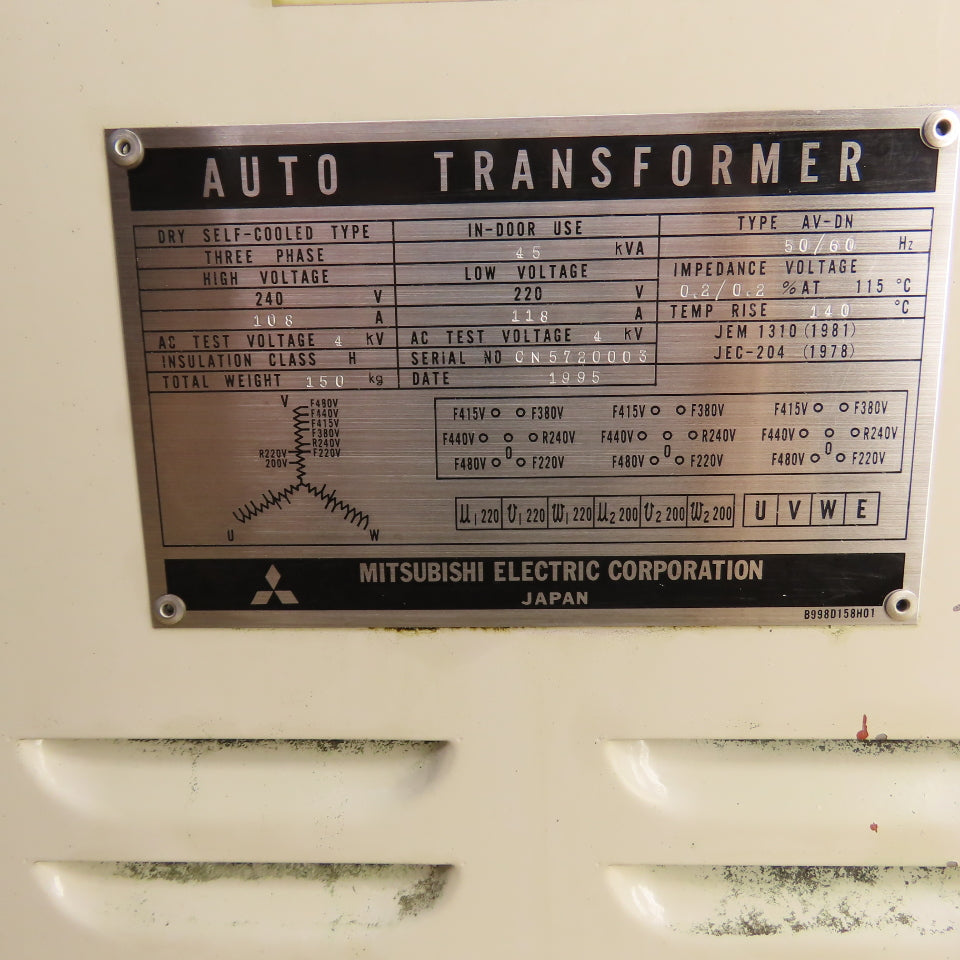 AUTO TRANSFORMER
DRY SELF-COOLED TYPE IN-DOOR USE TYPE AV-DN
THREE PHASE 45 kVA 50/60 Hz
HIGH VOLTAGE LOW VOLTAGE IMPEDANCE VOLTAGE
240 V 220 V 0.2/0.2 % AT 115 °C
108 A 118 A TEMP RISE 140 °C
AC TEST VOLTAGE 4 kV AC TEST VOLTAGE 4 kV JEM 1310 (1981)
INSULATION CLASS H SERIAL NO CN5720003 JEC-204 (1978)
TOTAL WEIGHT 150 kg DATE 1995
V
F480V
F440V
F415V
F380V
R240V
R220V F220V
200V
U W
F415V F380V F415V F380V F415V F380V
F440V R240V F440V R240V F440V R240V
F480V 0 F220V F480V 0 F220V F480V 0 F220V
u1 220 v1 220 w1 220 u2 200 v2 200 w2 200 U V W E
MITSUBISHI ELECTRIC CORPORATION
JAPAN
B998D158H01